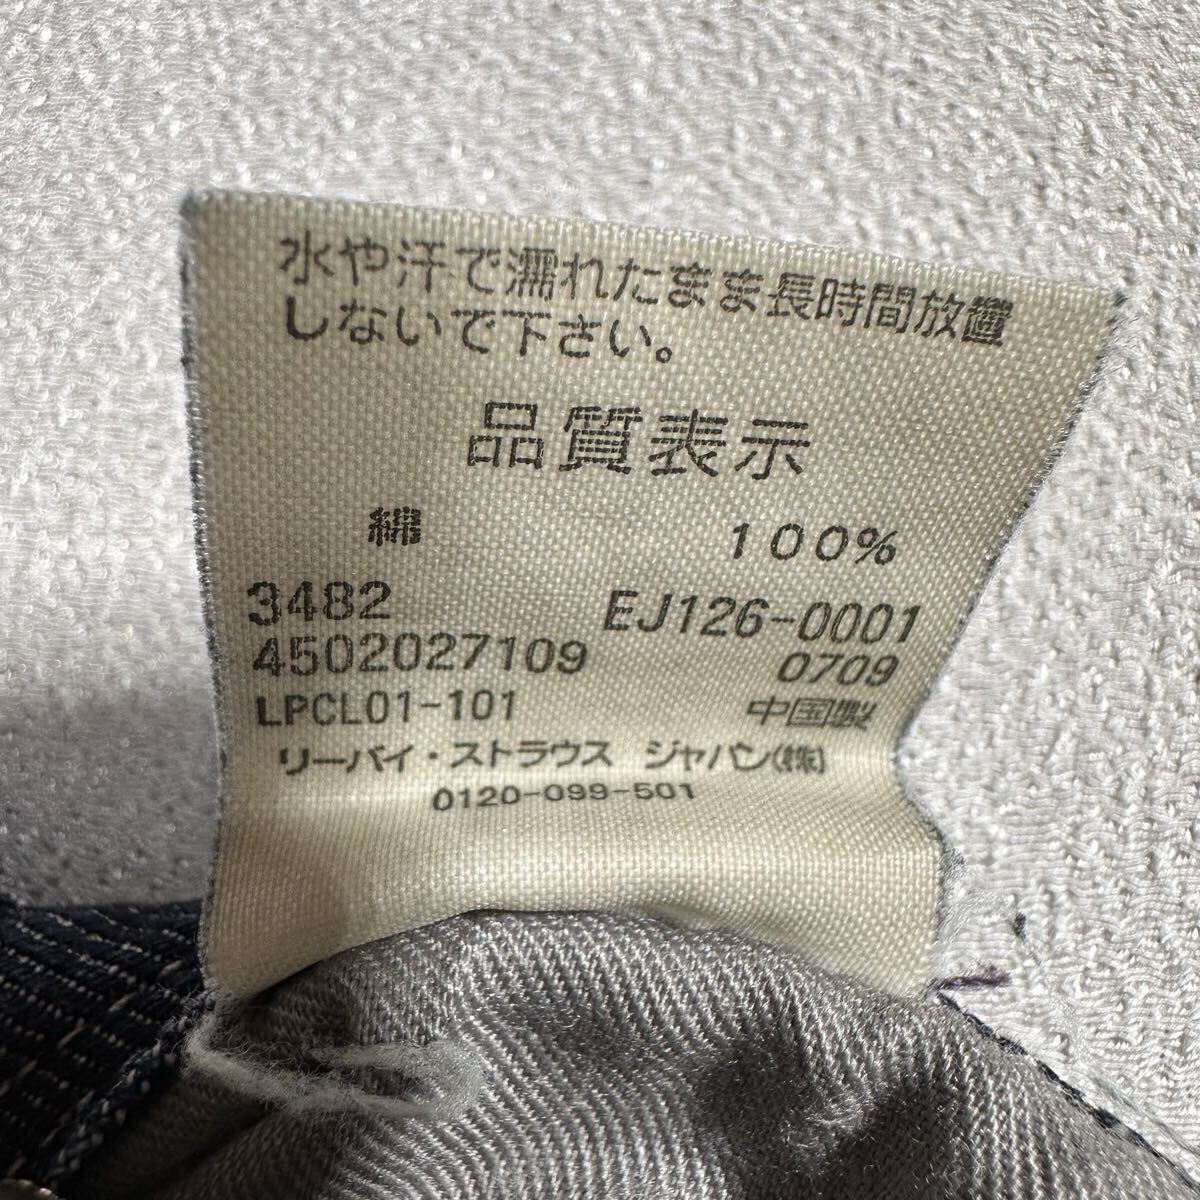 水や汗で濡れたまま長時間放置
しないで下さい。
品質表示
綿 100%
3482 EJ126-0001
4502027109 0709
LPCL01-101 中国製
リーバイ・ストラウス ジャパン(株)
0120-099-501